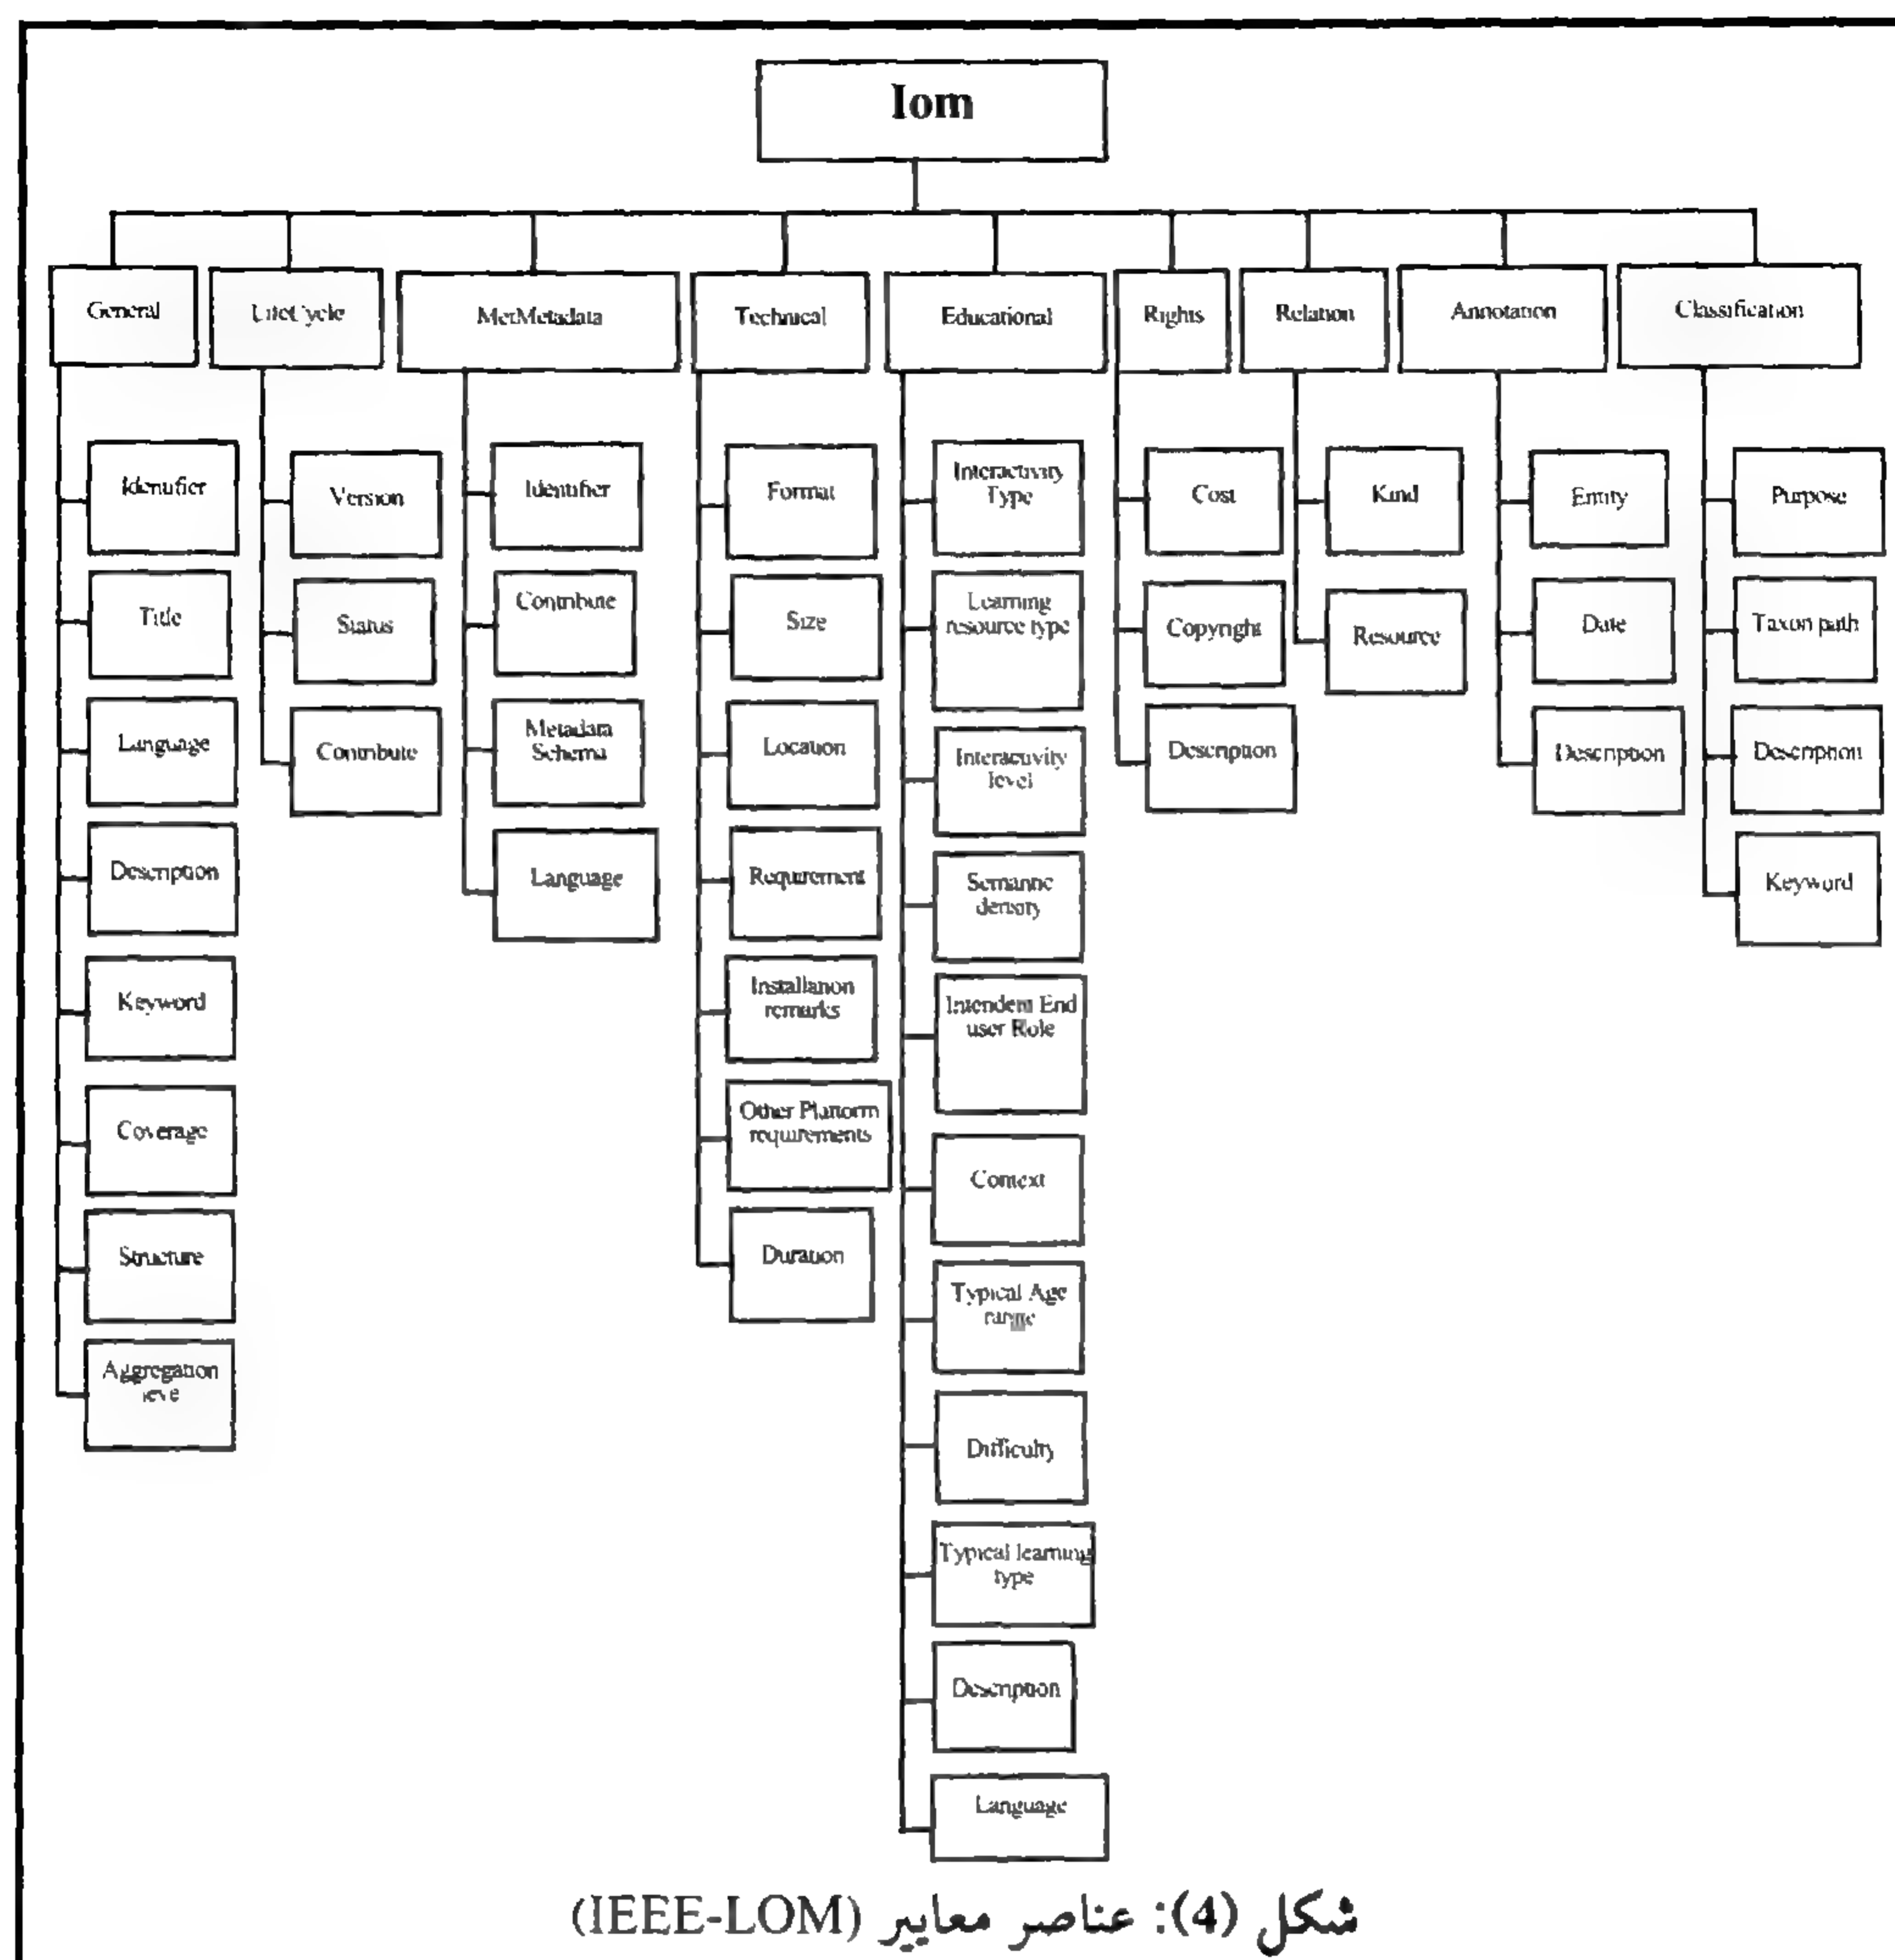 Iom
General
LifeCycle
MetMetadata
Technical
Educational
Rights
Relation
Annotation
Classification
Identifier
Title
Language
Description
Keyword
Coverage
Structure
Aggregation
leve
Version
Status
Contribute
Identifier
Contribute
Metadata
Schema
Language
Format
Size
Location
Requirement
Installation
remarks
Other Platform
requirements
Duration
Interactivity
Type
Learning
resource type
Interactivity
level
Semantic
density
Intendent End
user Role
Context
Typical Age
range
Difficulty
Typical learning
type
Description
Language
Cost
Copyright
Description
Kind
Resource
Entity
Date
Description
Purpose
Taxon path
Description
Keyword
شكل (4): عناصر معايير (IEEE-LOM)